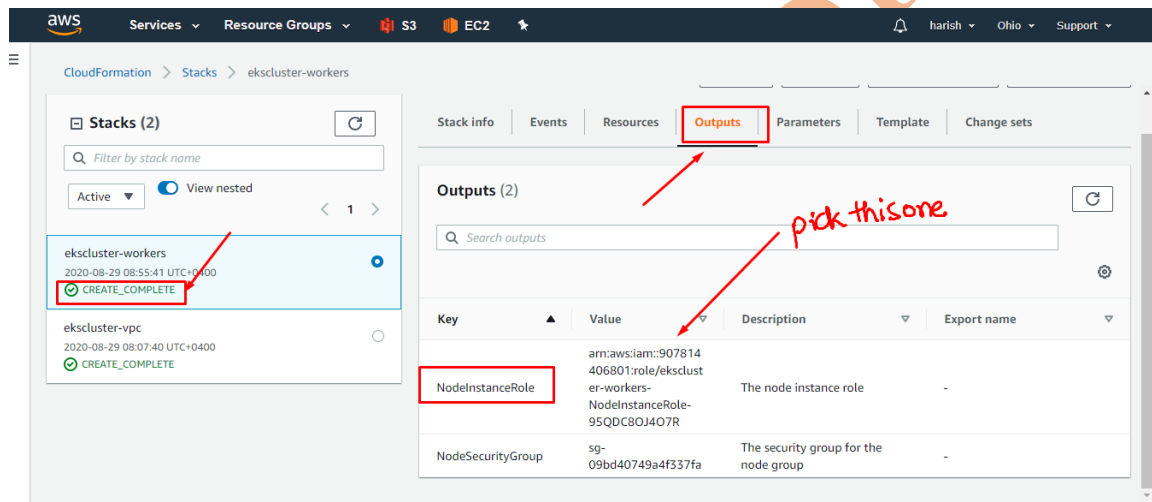 aws Services Resource Groups S3 EC2 harish Ohio Support
CloudFormation > Stacks > ekscluster-workers
Stacks (2)
Filter by stack name
Active View nested
< 1 >
ekscluster-workers
2020-08-29 08:55:41 UTC+0400
CREATE_COMPLETE
ekscluster-vpc
2020-08-29 08:07:40 UTC+0400
CREATE_COMPLETE
Stack info Events Resources Outputs Parameters Template Change sets
Outputs (2)
pick this one
Search outputs
Key Value Description Export name
NodeInstanceRole
arn:aws:iam::907814
406801:role/eksclust
er-workers-
NodeInstanceRole-
95QDC8OJ4O7R
The node instance role
-
NodeSecurityGroup
sg-
09bd40749a4f337fa
The security group for the
node group
-